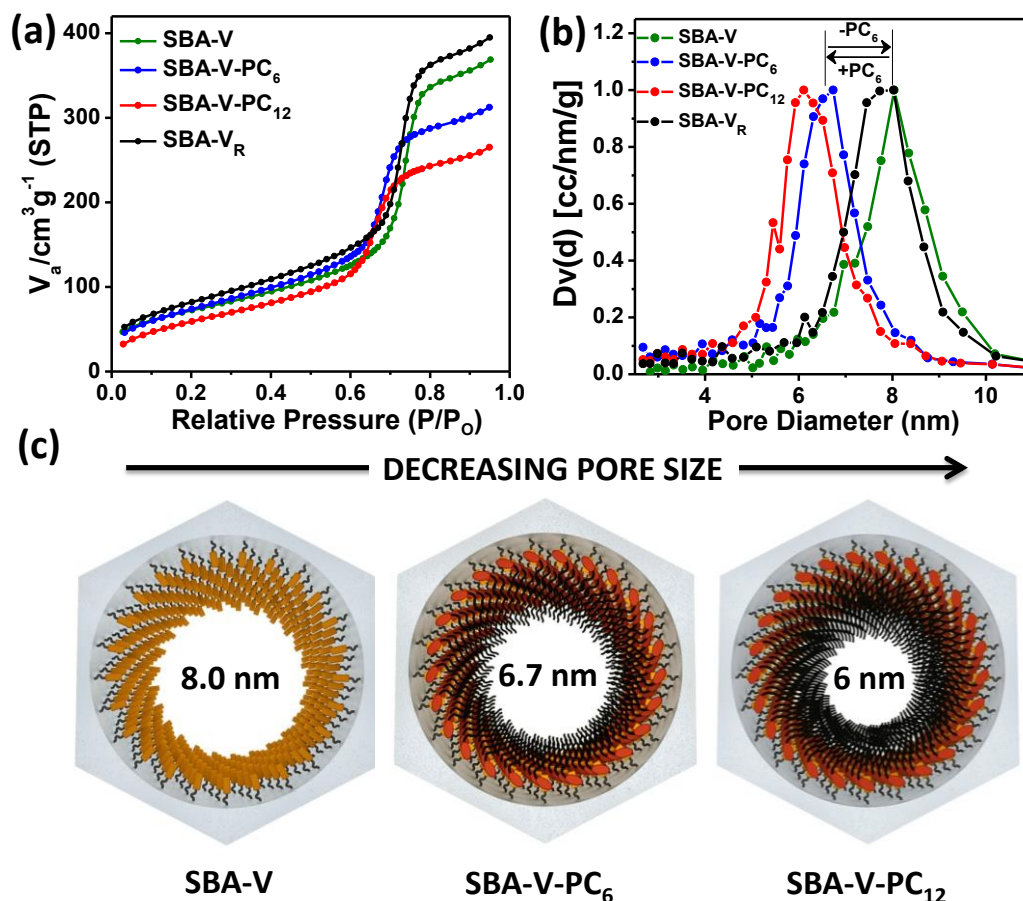 (a)
SBA-V
SBA-V-PC₆
SBA-V-PC₁₂
SBA-V_R
400
300
200
100
0
0.0 0.2 0.4 0.6 0.8 1.0
Vₐ/cm³g⁻¹ (STP)
Relative Pressure (P/P₀)
(b)
SBA-V
SBA-V-PC₆
SBA-V-PC₁₂
SBA-V_R
-PC₆
+PC₆
1.2
1.0
0.8
0.6
0.4
0.2
0.0
4 6 8 10
Dv(d) [cc/nm/g]
Pore Diameter (nm)
(c)
DECREASING PORE SIZE
8.0 nm 6.7 nm 6 nm
SBA-V SBA-V-PC₆ SBA-V-PC₁₂